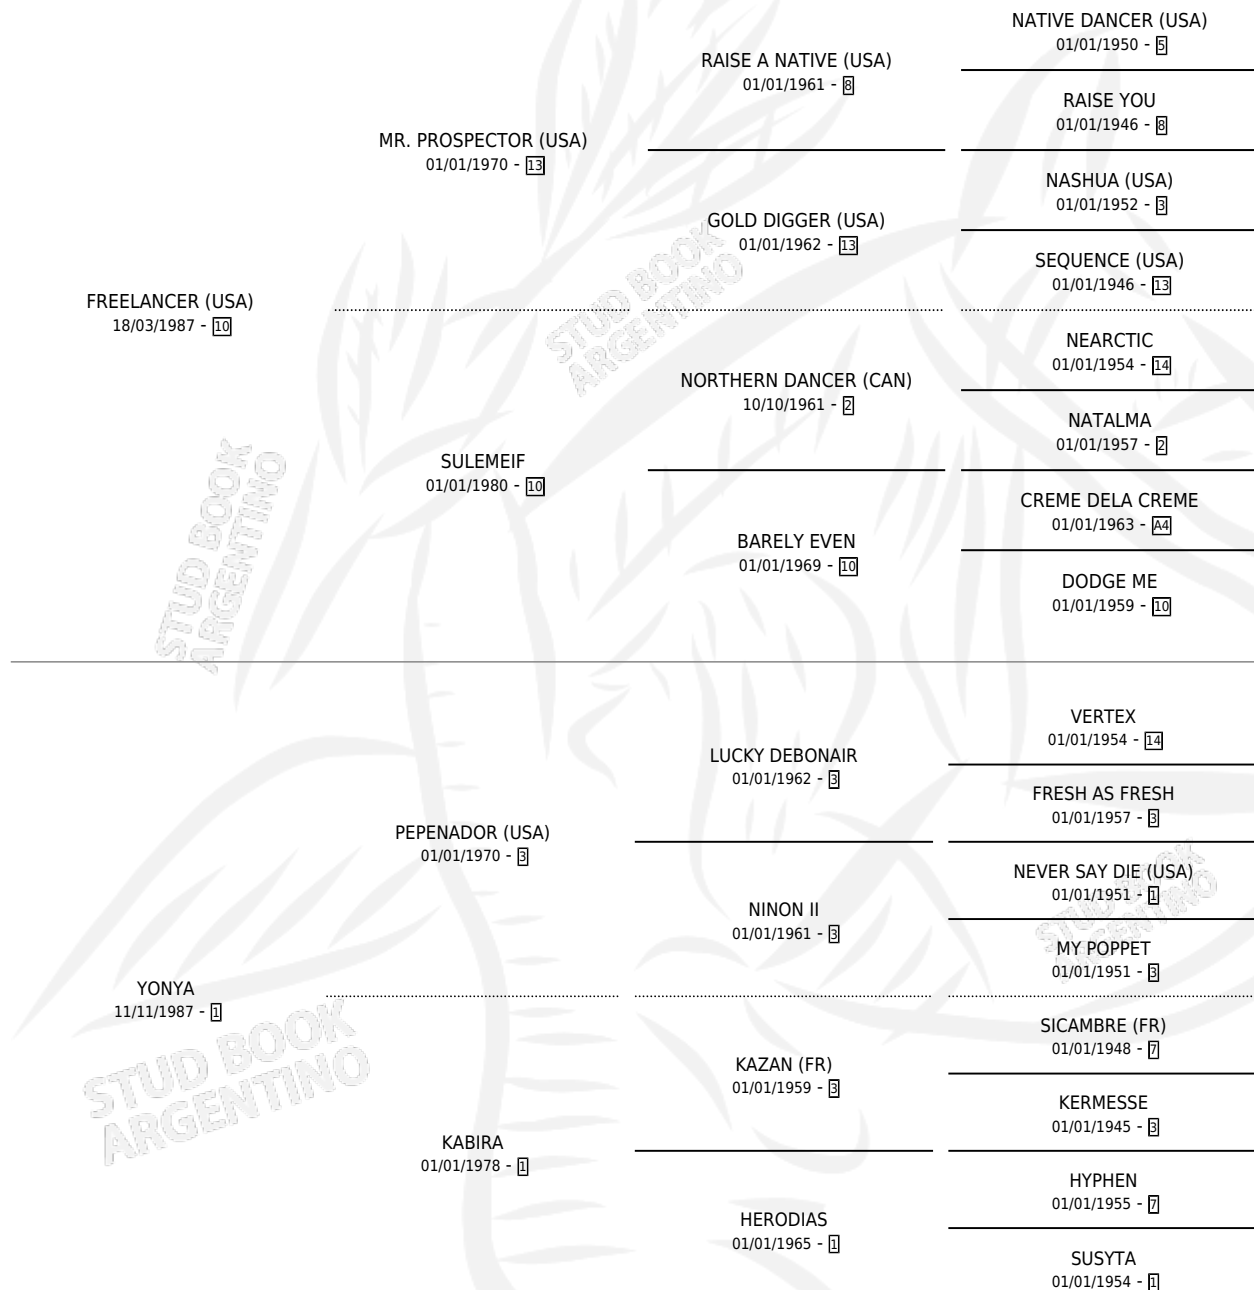 NATIVE DANCER (USA)
01/01/1950 - 5
RAISE A NATIVE (USA)
01/01/1961 - 8
RAISE YOU
01/01/1946 - 8
MR. PROSPECTOR (USA)
01/01/1970 - 13
NASHUA (USA)
01/01/1952 - 3
GOLD DIGGER (USA)
01/01/1962 - 13
SEQUENCE (USA)
01/01/1946 - 13
FREELANCER (USA)
18/03/1987 - 10
NEARCTIC
01/01/1954 - 14
NORTHERN DANCER (CAN)
10/10/1961 - 2
NATALMA
01/01/1957 - 2
SULEMEIF
01/01/1980 - 10
CREME DELA CREME
01/01/1963 - A4
BARELY EVEN
01/01/1969 - 10
DODGE ME
01/01/1959 - 10
VERTEX
01/01/1954 - 14
LUCKY DEBONAIR
01/01/1962 - 3
FRESH AS FRESH
01/01/1957 - 3
PEPENADOR (USA)
01/01/1970 - 3
NEVER SAY DIE (USA)
01/01/1951 - 1
NINON II
01/01/1961 - 3
MY POPPET
01/01/1951 - 3
YONYA
11/11/1987 - 1
SICAMBRE (FR)
01/01/1948 - 7
KAZAN (FR)
01/01/1959 - 3
KERMESSE
01/01/1945 - 3
KABIRA
01/01/1978 - 1
HYPHEN
01/01/1955 - 7
HERODIAS
01/01/1965 - 1
SUSYTA
01/01/1954 - 1
STUD BOOK
ARGENTINO
STUD BOOK
ARGENTINO
STUD BOOK
ARGENTINO
STUD BOOK
ARGENTINO